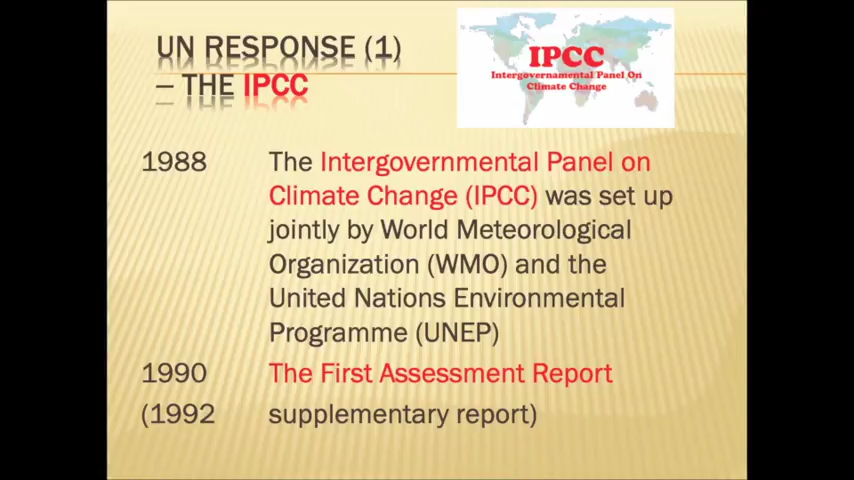 UN RESPONSE (1)
– THE IPCC
IPCC
Intergovernamental Panel On
Climate Change
1988 The Intergovernmental Panel on
Climate Change (IPCC) was set up
jointly by World Meteorological
Organization (WMO) and the
United Nations Environmental
Programme (UNEP)
1990 The First Assessment Report
(1992 supplementary report)